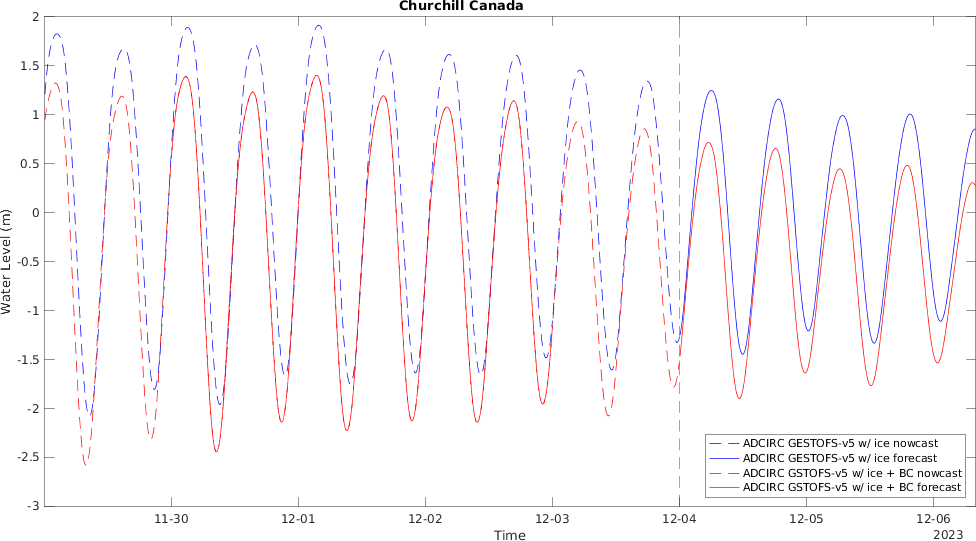 Churchill Canada
2
1.5
1
0.5
0
-0.5
-1
-1.5
-2
-2.5
-3
Water Level (m)
11-30
12-01
12-02
12-03
12-04
12-05
12-06
Time
2023
ADCIRC GESTOFS-v5 w/ ice nowcast
ADCIRC GESTOFS-v5 w/ ice forecast
ADCIRC GSTOFS-v5 w/ ice + BC nowcast
ADCIRC GSTOFS-v5 w/ ice + BC forecast